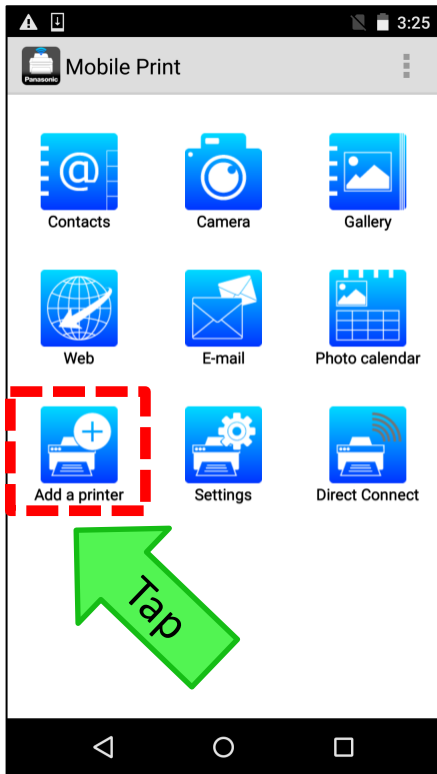 3:25
Panasonic
Mobile Print
@
Contacts
Camera
Gallery
Web
E-mail
Photo calendar
Add a printer
Settings
Direct Connect
Tap